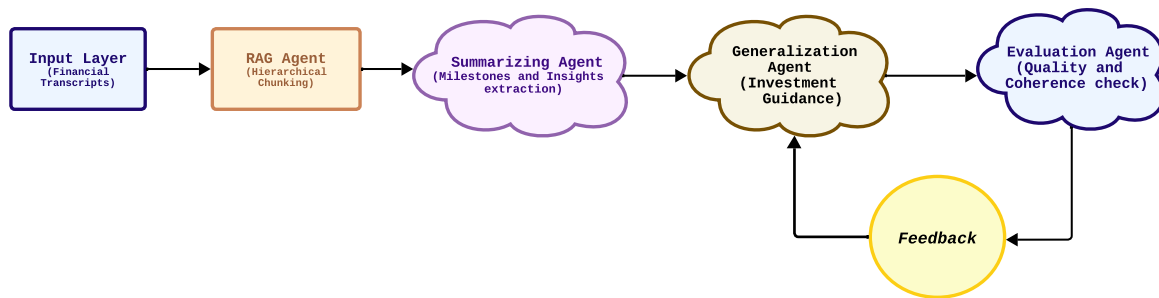 Input Layer
(Financial
Transcripts)
RAG Agent
(Hierarchical
Chunking)
Summarizing Agent
(Milestones and Insights
extraction)
Generalization
Agent
(Investment
Guidance)
Evaluation Agent
(Quality and
Coherence check)
Feedback